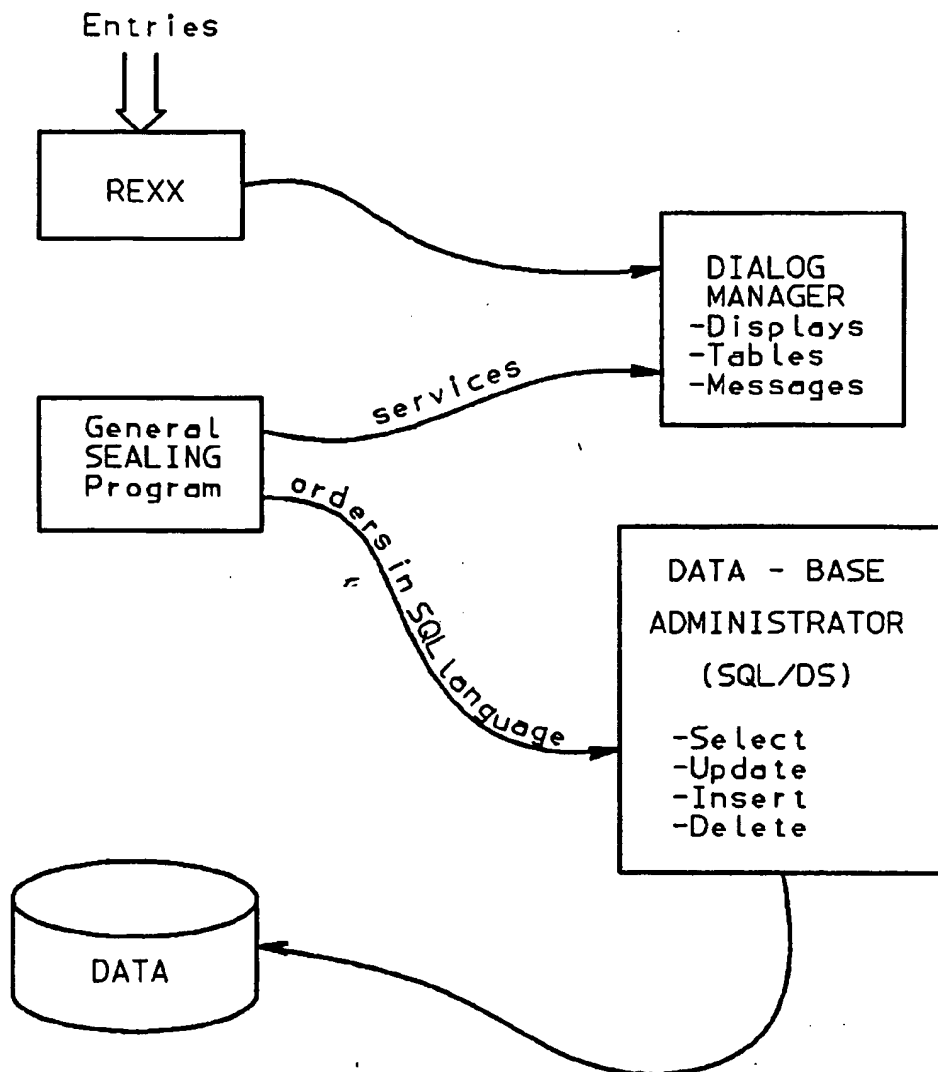 Entries
REXX
DIALOG
MANAGER
-Displays
-Tables
-Messages
services
General
SEALING
Program
orders in SQL language
DATA - BASE
ADMINISTRATOR
(SQL/DS)
-Select
-Update
-Insert
-Delete
DATA